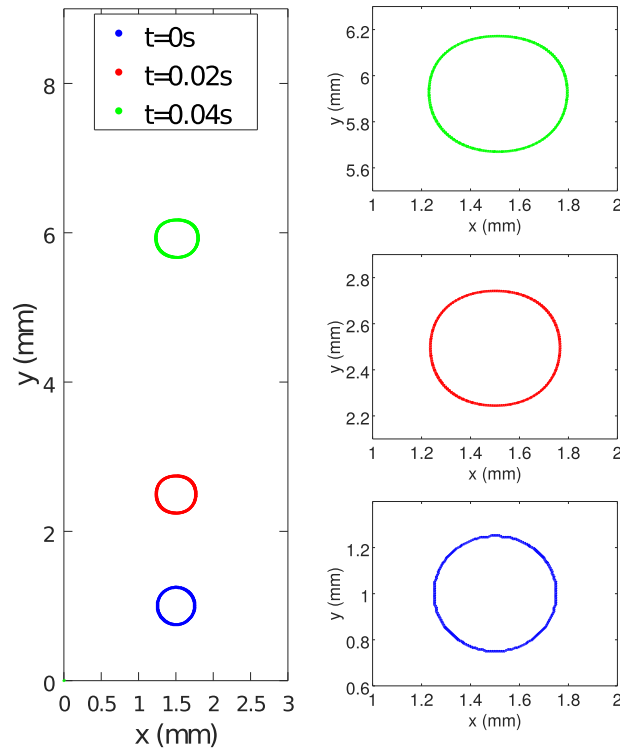 t=0s
t=0.02s
t=0.04s
8
6
4
2
0
y (mm)
0 0.5 1 1.5 2 2.5 3
x (mm)
6.2
6
5.8
5.6
y (mm)
1 1.2 1.4 1.6 1.8 2
x (mm)
2.8
2.6
2.4
2.2
y (mm)
1 1.2 1.4 1.6 1.8 2
x (mm)
1.2
1
0.8
0.6
y (mm)
1 1.2 1.4 1.6 1.8 2
x (mm)